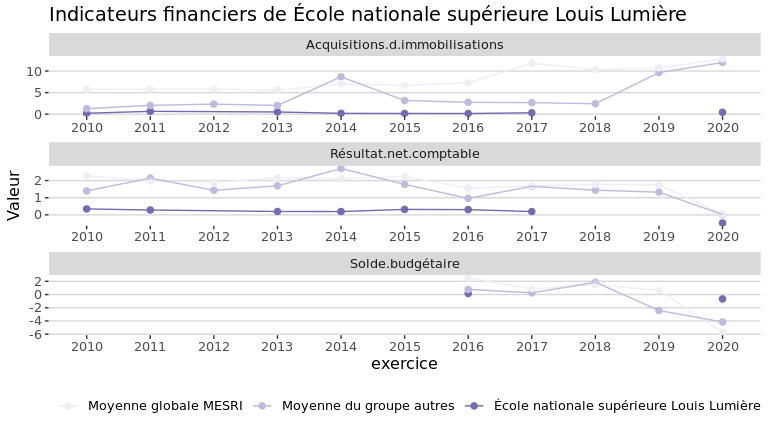 Indicateurs financiers de École nationale supérieure Louis Lumière
Acquisitions.d.immobilisations
10
5
0
2010 2011 2012 2013 2014 2015 2016 2017 2018 2019 2020
Résultat.net.comptable
2
1
0
2010 2011 2012 2013 2014 2015 2016 2017 2018 2019 2020
Valeur
Solde.budgétaire
2
0
-2
-4
-6
2010 2011 2012 2013 2014 2015 2016 2017 2018 2019 2020
exercice
Moyenne globale MESRI Moyenne du groupe autres École nationale supérieure Louis Lumière